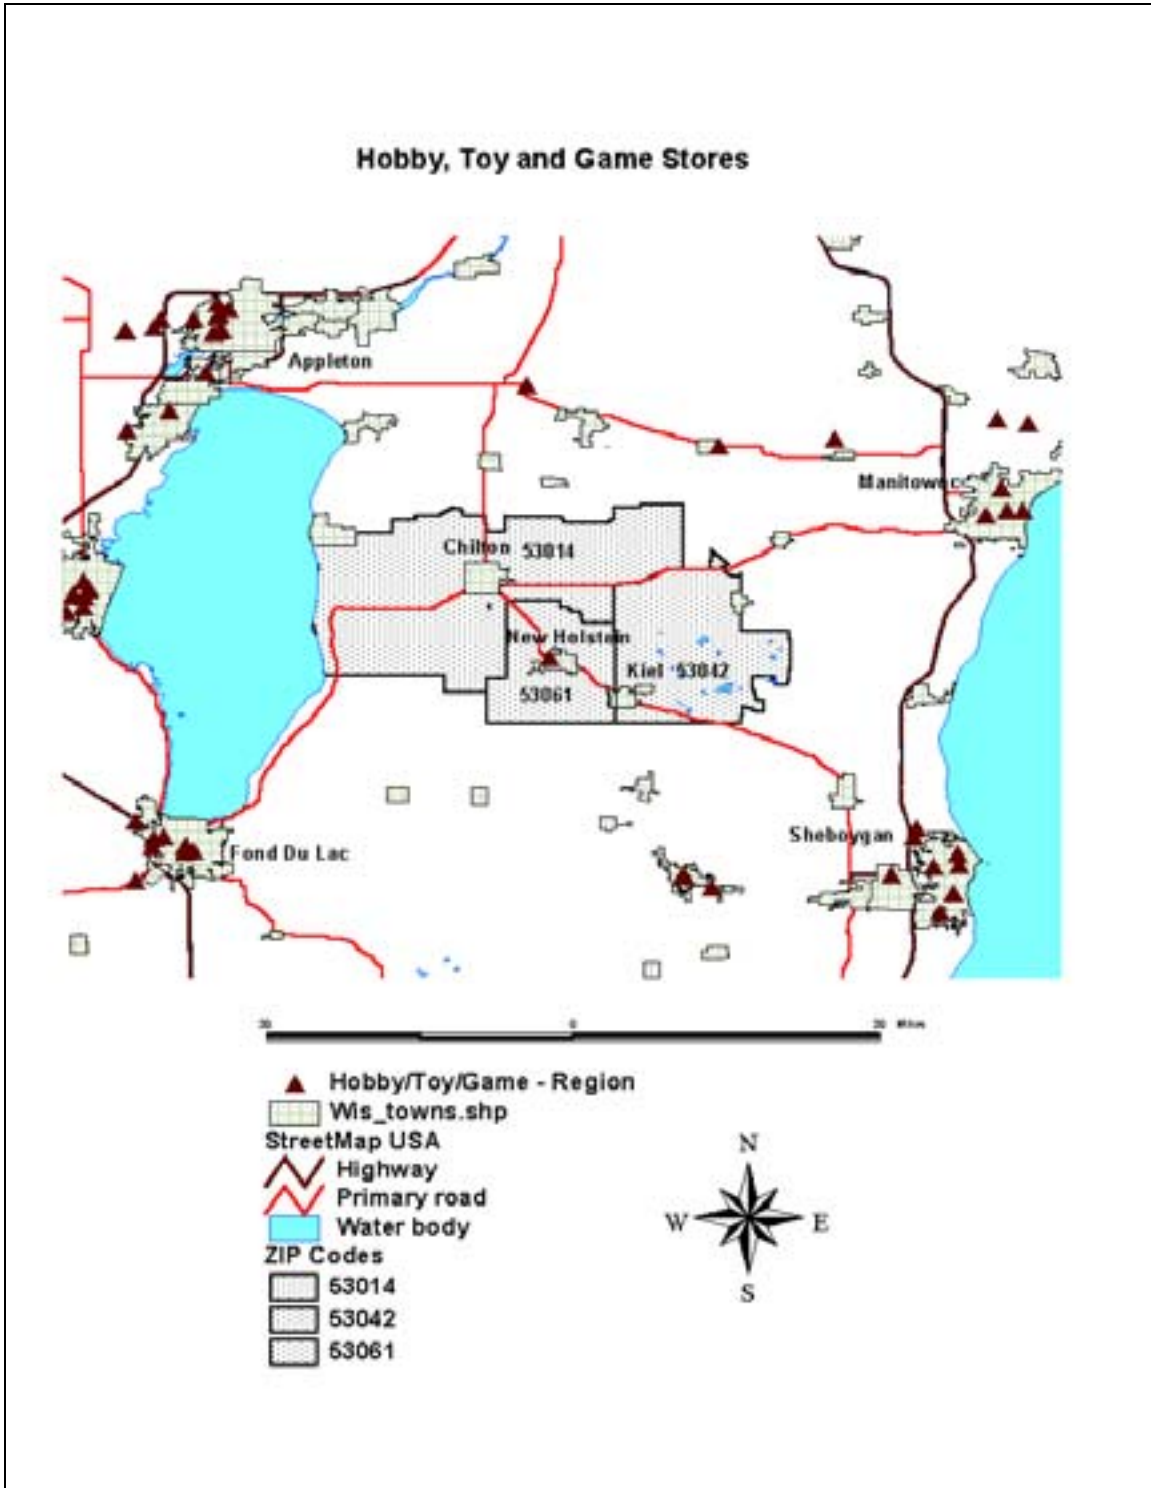 Hobby, Toy and Game Stores
Appleton
Manitowoc
Chilton
53014
New Holstein
Kiel 53042
53061
Sheboygan
Fond Du Lac
0
Miles
Hobby/Toy/Game - Region
Wis_towns.shp
StreetMap USA
Highway
Primary road
Water body
ZIP Codes
53014
53042
53061
N
W
E
S